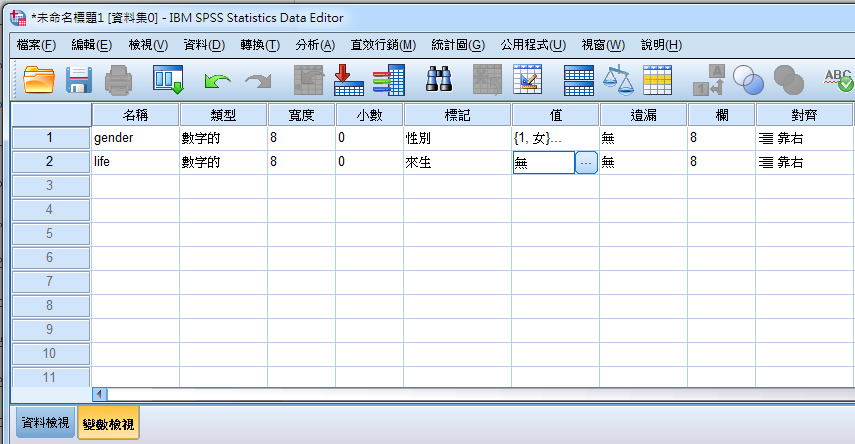 *未命名標題1 [資料集0] - IBM SPSS Statistics Data Editor
檔案(F) 編輯(E) 檢視(V) 資料(D) 轉換(T) 分析(A) 直效行銷(M) 統計圖(G) 公用程式(U) 視窗(W) 說明(H)
A 1 ABC
名稱 類型 寬度 小數 標記 值 遺漏 欄 對齊
1 gender 數字的 8 0 性別 {1, 女}... 無 8 靠右
2 life 數字的 8 0 來生 無 ... 無 8 靠右
3
4
5
6
7
8
9
10
11
資料檢視 變數檢視